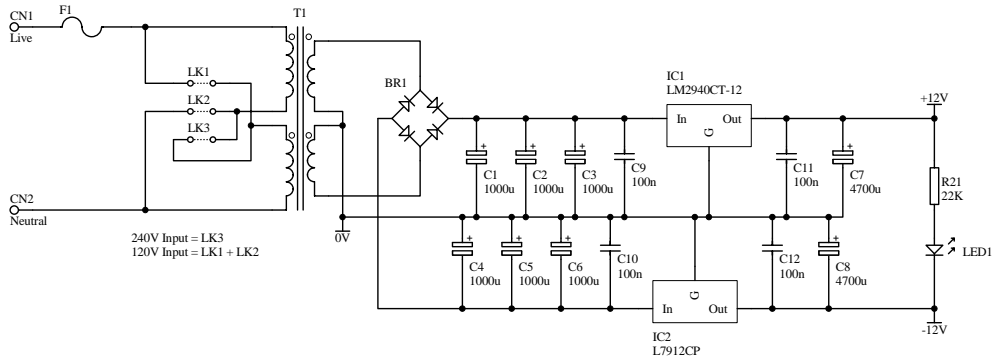 CN1
Live
F1
T1
LK1
LK2
LK3
CN2
Neutral
240V Input = LK3
120V Input = LK1 + LK2
BR1
0V
IC1
LM2940CT-12
In
Out
G
+12V
C1
1000u
C2
1000u
C3
1000u
C9
100n
C11
100n
C7
4700u
R21
22K
C4
1000u
C5
1000u
C6
1000u
C10
100n
C12
100n
C8
4700u
LED1
G
In
Out
IC2
L7912CP
-12V